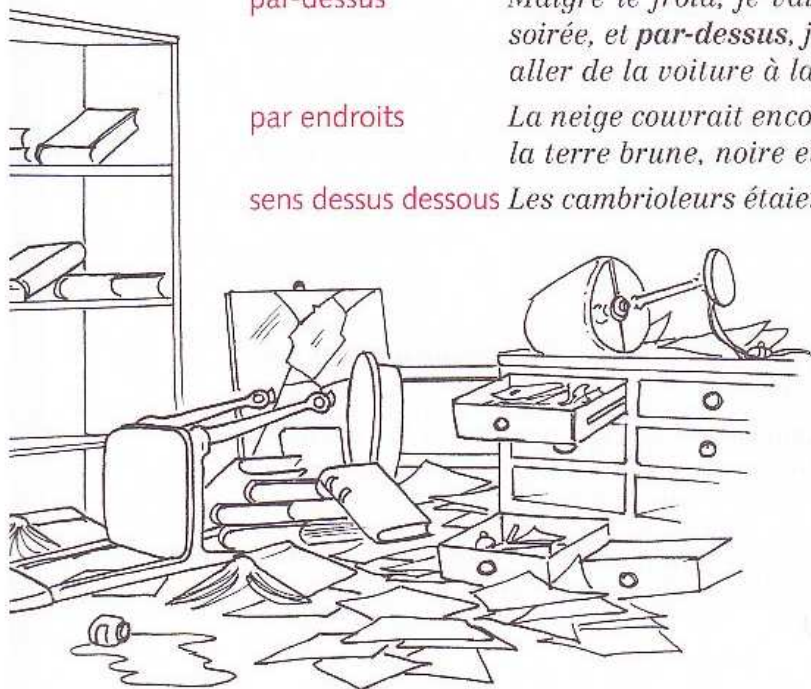 par-dessus Malgré le froid, je
soirée, et par-dessus, j
aller de la voiture à la
par endroits La neige couvrait enco
la terre brune, noire e
sens dessus dessous Les cambrioleurs étaie